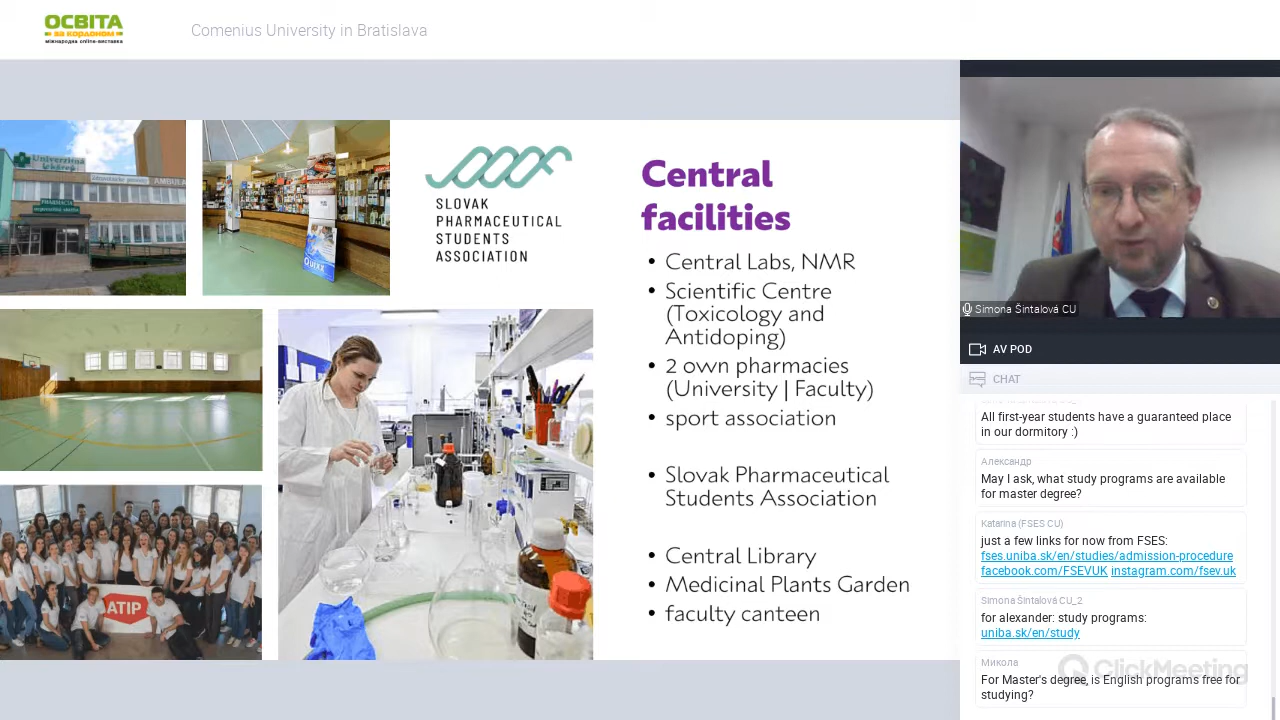 ОСВІТА
за кордоном
міжнародна online-виставка
Comenius University in Bratislava
Univerzitná
lekáreň
AMBULA
QUIXX
SLOVAK
PHARMACEUTICAL
STUDENTS
ASSOCIATION
ATIP
Central
facilities
• Central Labs, NMR
• Scientific Centre
(Toxicology and
Antidoping)
• 2 own pharmacies
(University | Faculty)
• sport association
• Slovak Pharmaceutical
Students Association
• Central Library
• Medicinal Plants Garden
• faculty canteen
Simona Šintalová CU
AV POD
CHAT
All first-year students have a guaranteed place
in our dormitory :)
Александр
May I ask, what study programs are available
for master degree?
Katarina (FSES CU)
just a few links for now from FSES:
fses.uniba.sk/en/studies/admission-procedure
facebook.com/FSEVUK instagram.com/fsev.uk
Simona Šintalová CU_2
for alexander: study programs:
uniba.sk/en/study
Микола
For Master's degree, is English programs free for
studying?
ClickMeeting